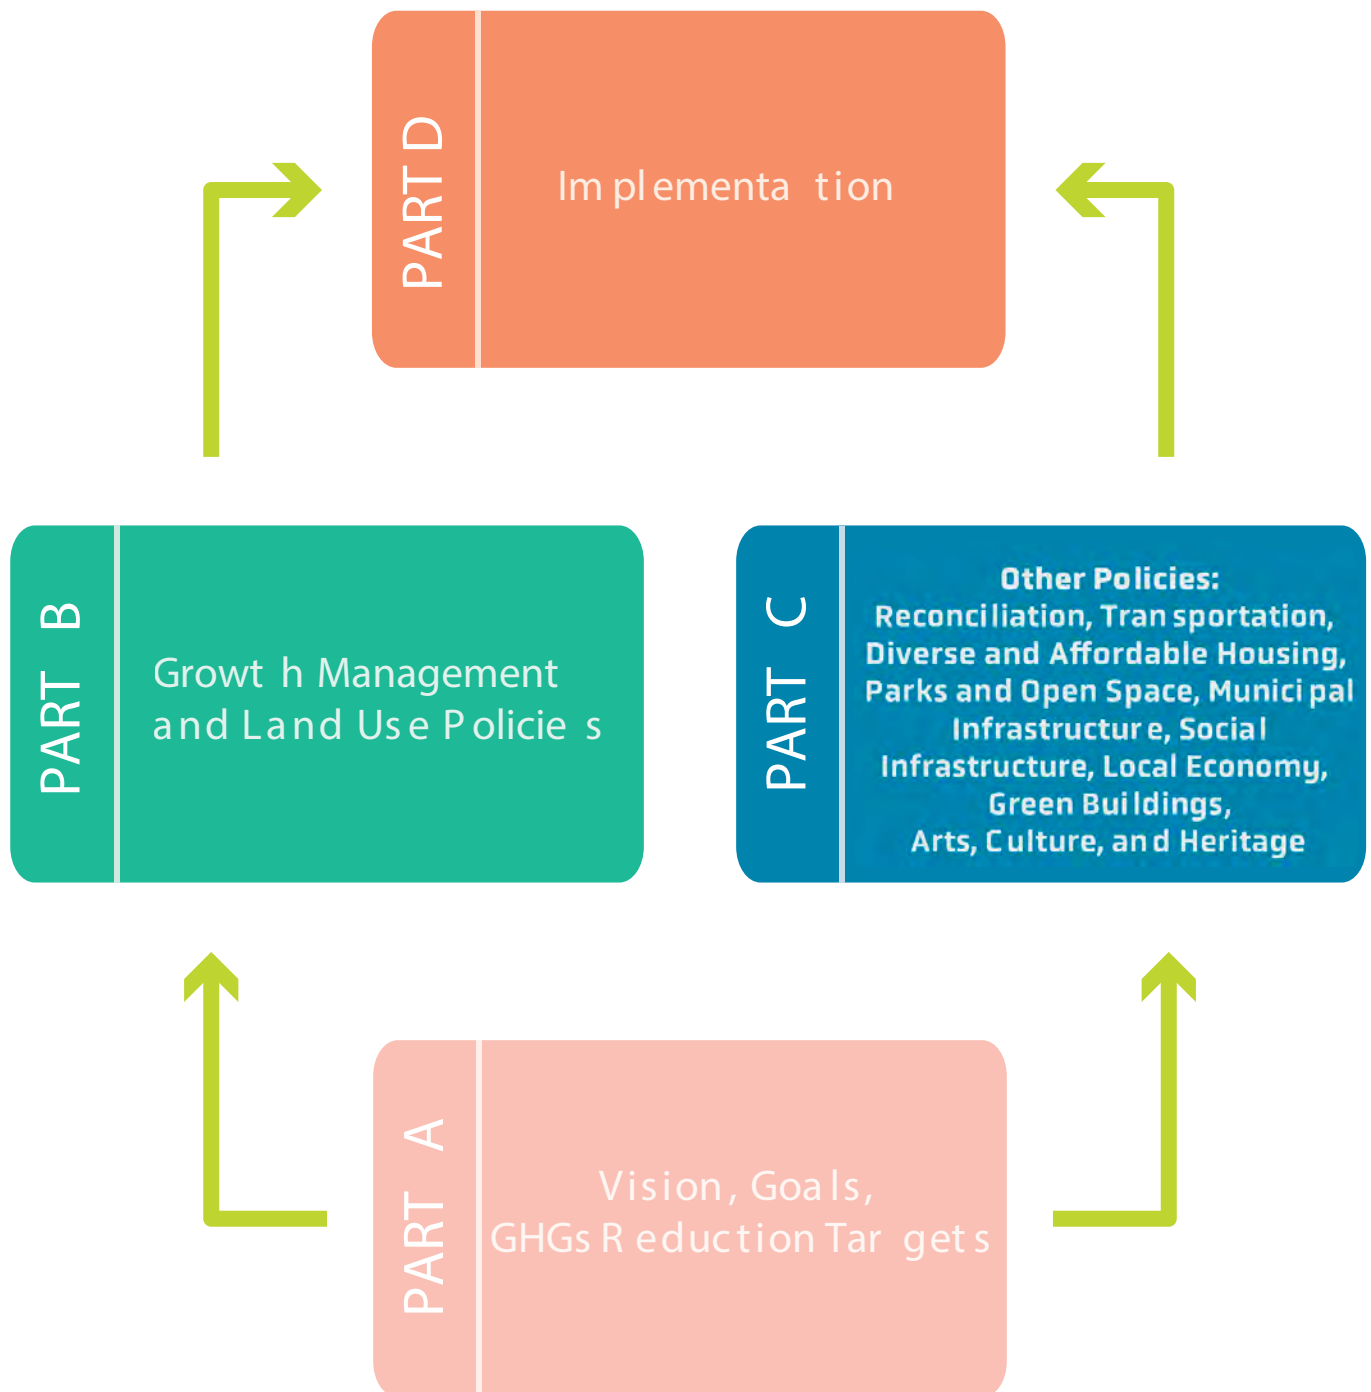 PART D
Implementation
PART B
Growth Management
and Land Use Policies
PART C
Other Policies:
Reconciliation, Transportation,
Diverse and Affordable Housing,
Parks and Open Space, Municipal
Infrastructure, Social
Infrastructure, Local Economy,
Green Buildings,
Arts, Culture, and Heritage
PART A
Vision, Goals,
GHGs Reduction Targets